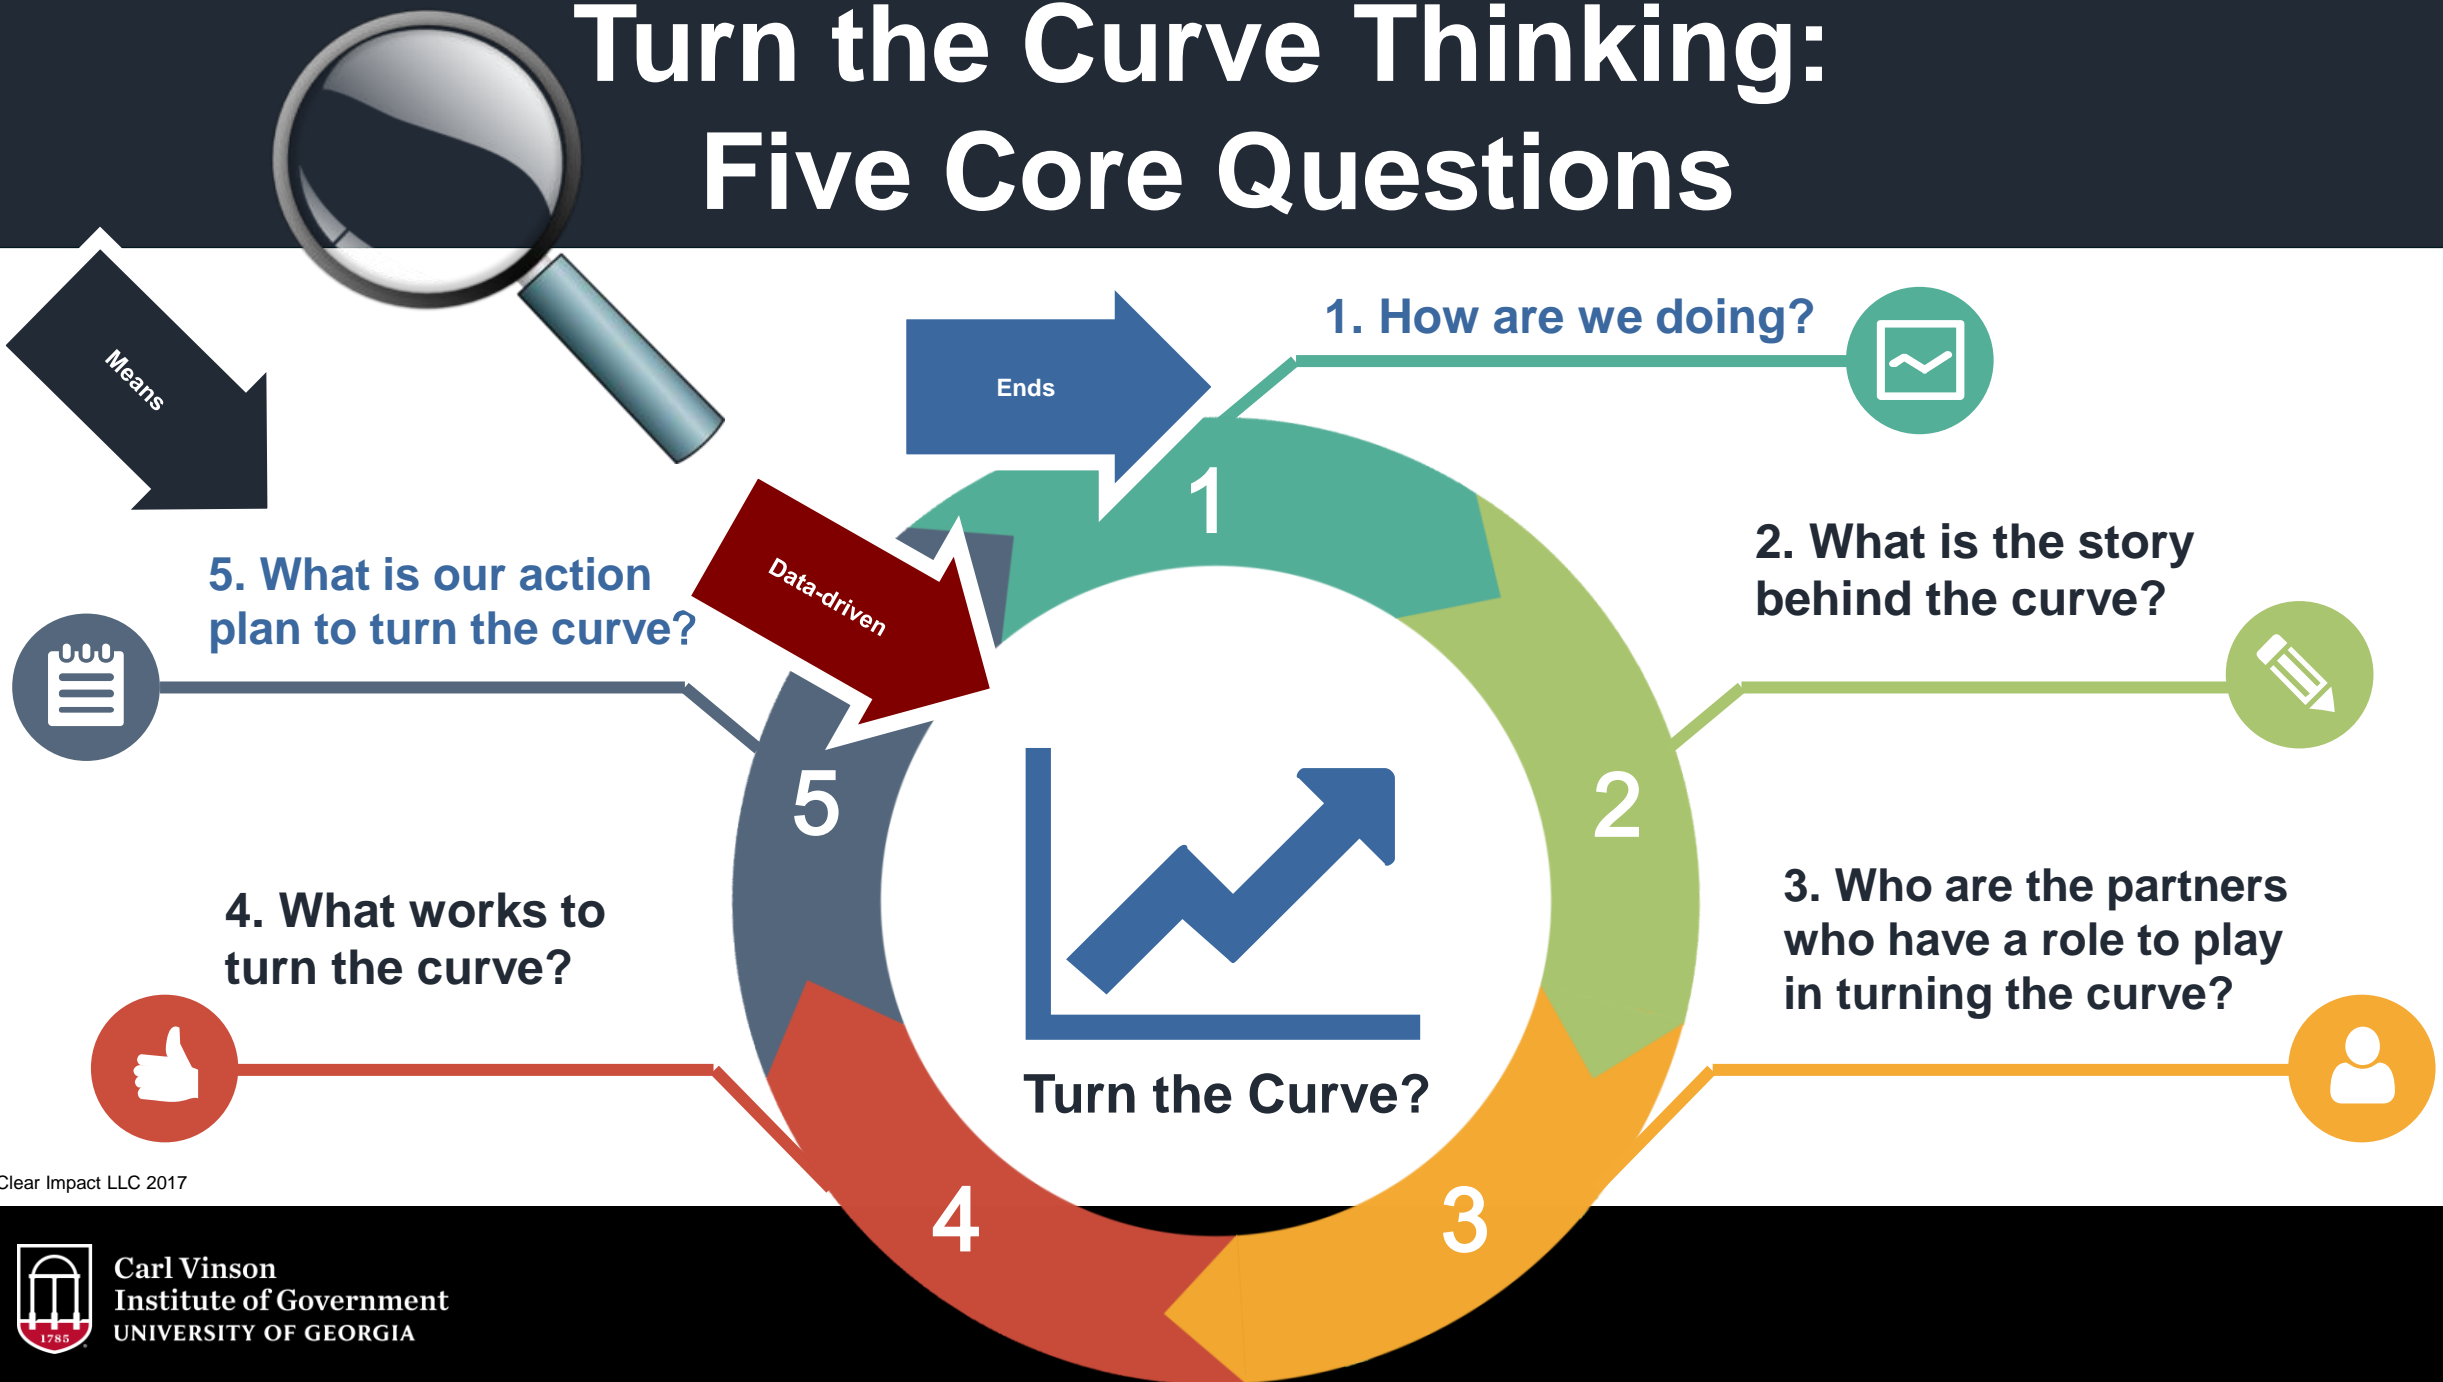 Turn the Curve Thinking:
Five Core Questions
Means
Ends
Data-driven
1. How are we doing?
2. What is the story
behind the curve?
3. Who are the partners
who have a role to play
in turning the curve?
4. What works to
turn the curve?
5. What is our action
plan to turn the curve?
1
2
3
4
5
Turn the Curve?
Clear Impact LLC 2017
1785
Carl Vinson
Institute of Government
UNIVERSITY OF GEORGIA